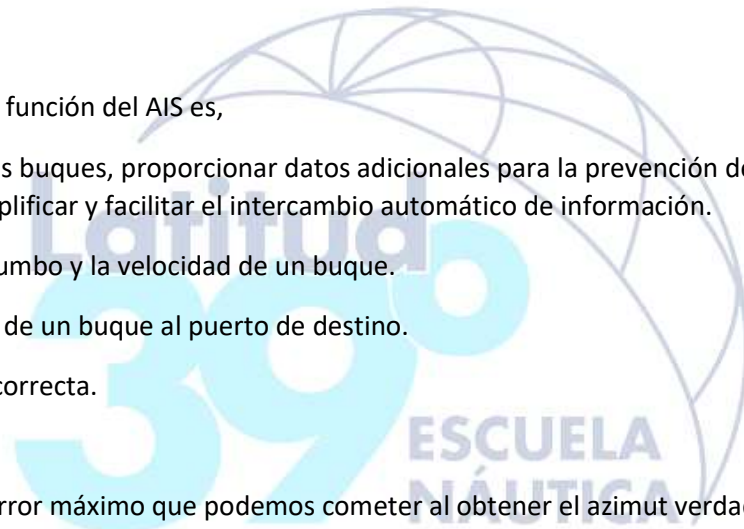 función del AIS es,
s buques, proporcionar datos adicionales para la prevención d
plificar y facilitar el intercambio automático de información.
umbo y la velocidad de un buque.
de un buque al puerto de destino.
correcta.
Latitud
39º
ESCUELA
NÁUTICA
rror máximo que podemos cometer al obtener el azimut verda